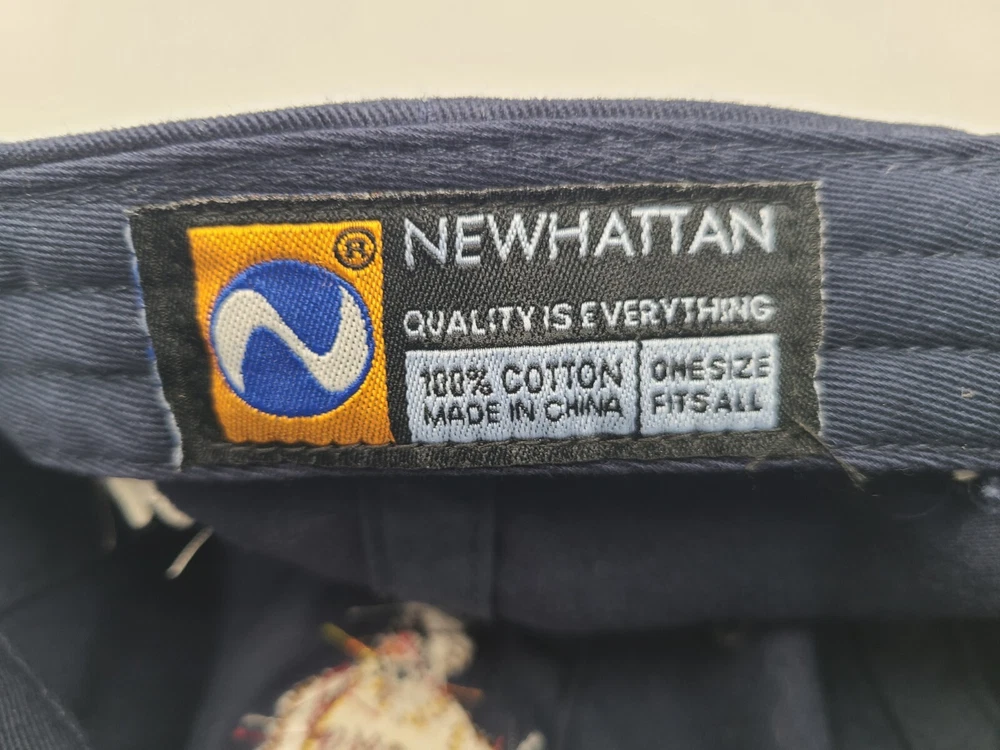 ®
NEWHATTAN
QUALITY IS EVERYTHING
100% COTTON
MADE IN CHINA
ONE SIZE
FITS ALL